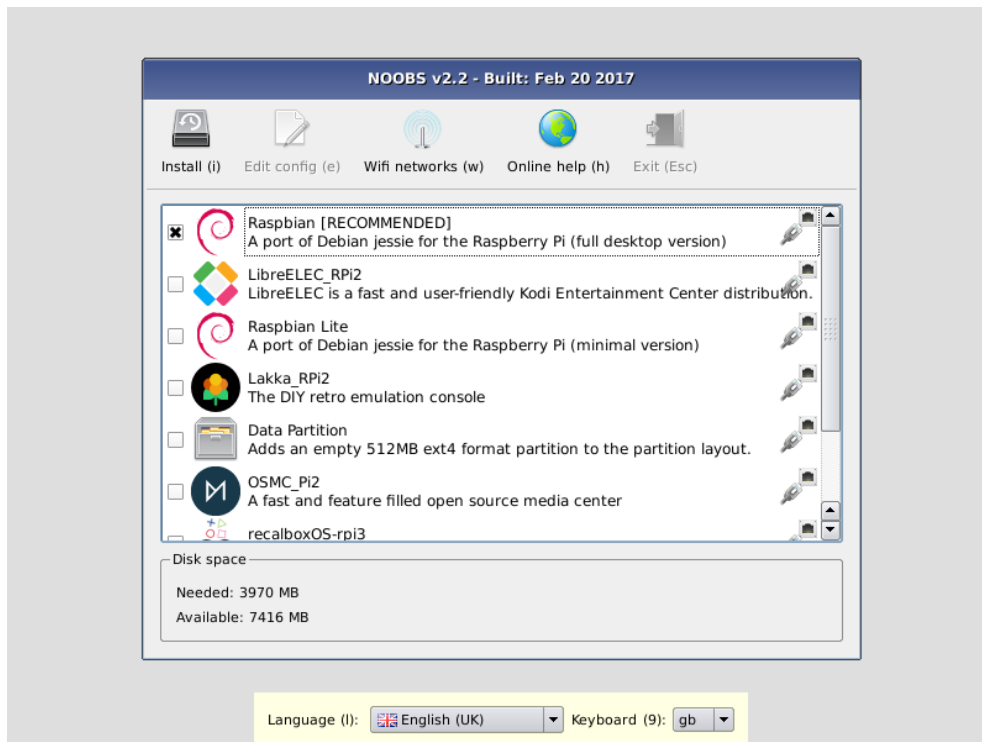 NOOBS v2.2 - Built: Feb 20 2017
Install (i) Edit config (e) Wifi networks (w) Online help (h) Exit (Esc)
Raspbian [RECOMMENDED]
A port of Debian jessie for the Raspberry Pi (full desktop version)
LibreELEC_RPi2
LibreELEC is a fast and user-friendly Kodi Entertainment Center distribution.
Raspbian Lite
A port of Debian jessie for the Raspberry Pi (minimal version)
Lakka_RPi2
The DIY retro emulation console
Data Partition
Adds an empty 512MB ext4 format partition to the partition layout.
OSMC_Pi2
A fast and feature filled open source media center
recalboxOS-rpi3
Disk space
Needed: 3970 MB
Available: 7416 MB
Language (l): English (UK) Keyboard (9): gb